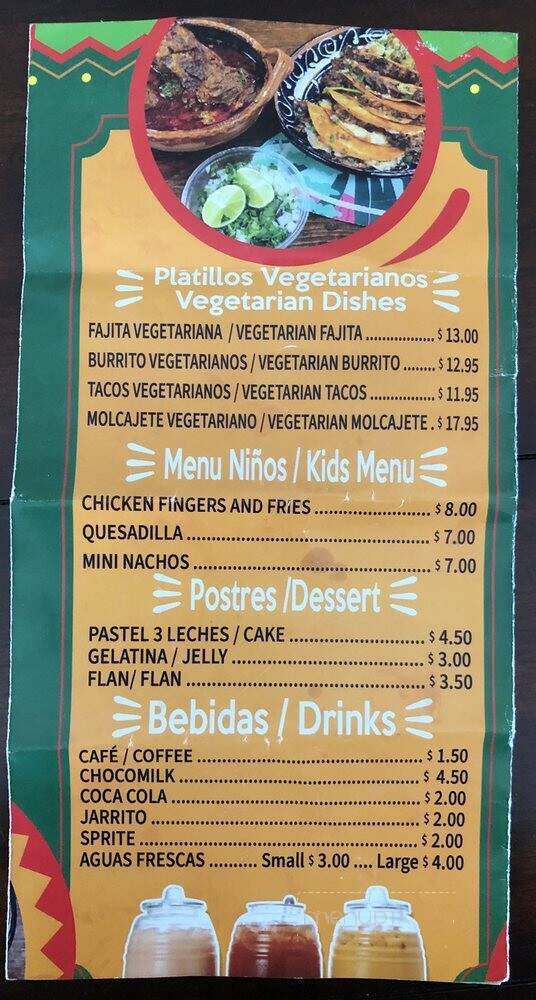 Platillos Vegetarianos
Vegetarian Dishes
FAJITA VEGETARIANA / VEGETARIAN FAJITA ................. $ 13.00
BURRITO VEGETARIANOS / VEGETARIAN BURRITO ........ $ 12.95
TACOS VEGETARIANOS / VEGETARIAN TACOS ................ $ 11.95
MOLCAJETE VEGETARIANO / VEGETARIAN MOLCAJETE . $ 17.95
Menu Niños / Kids Menu
CHICKEN FINGERS AND FRIES ........................... $ 8.00
QUESADILLA ........................................................ $ 7.00
MINI NACHOS ...................................................... $ 7.00
Postres /Dessert
PASTEL 3 LECHES / CAKE ............................... $ 4.50
GELATINA / JELLY ............................................ $ 3.00
FLAN/ FLAN ..................................................... $ 3.50
Bebidas / Drinks
CAFÉ / COFFEE .................................................. $ 1.50
CHOCOMILK ...................................................... $ 4.50
COCA COLA ....................................................... $ 2.00
JARRITO ............................................................ $ 2.00
SPRITE ............................................................... $ 2.00
AGUAS FRESCAS .......... Small $ 3.00 .... Large $ 4.00